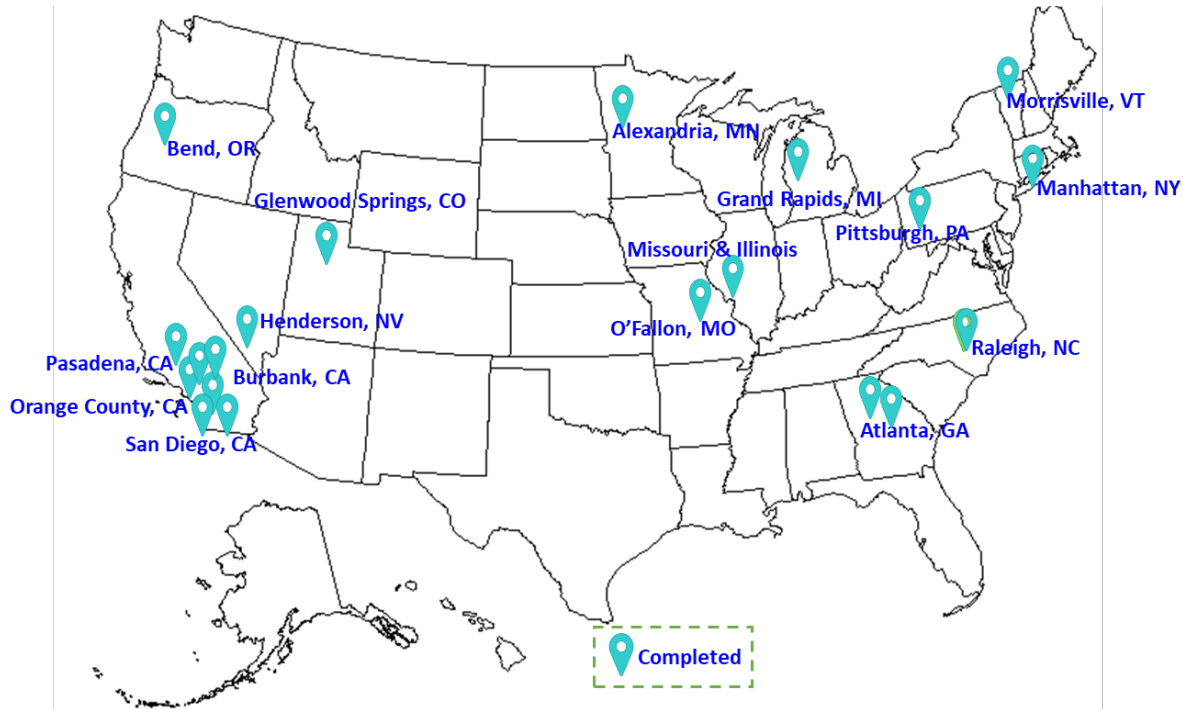 Morrisville, VT
Alexandria, MN
Bend, OR
Manhattan, NY
Glenwood Springs, CO
Grand Rapids, MI
Pittsburgh, PA
Missouri & Illinois
Henderson, NV
O'Fallon, MO
Raleigh, NC
Pasadena, CA
Burbank, CA
Orange County, CA
Atlanta, GA
San Diego, CA
Completed